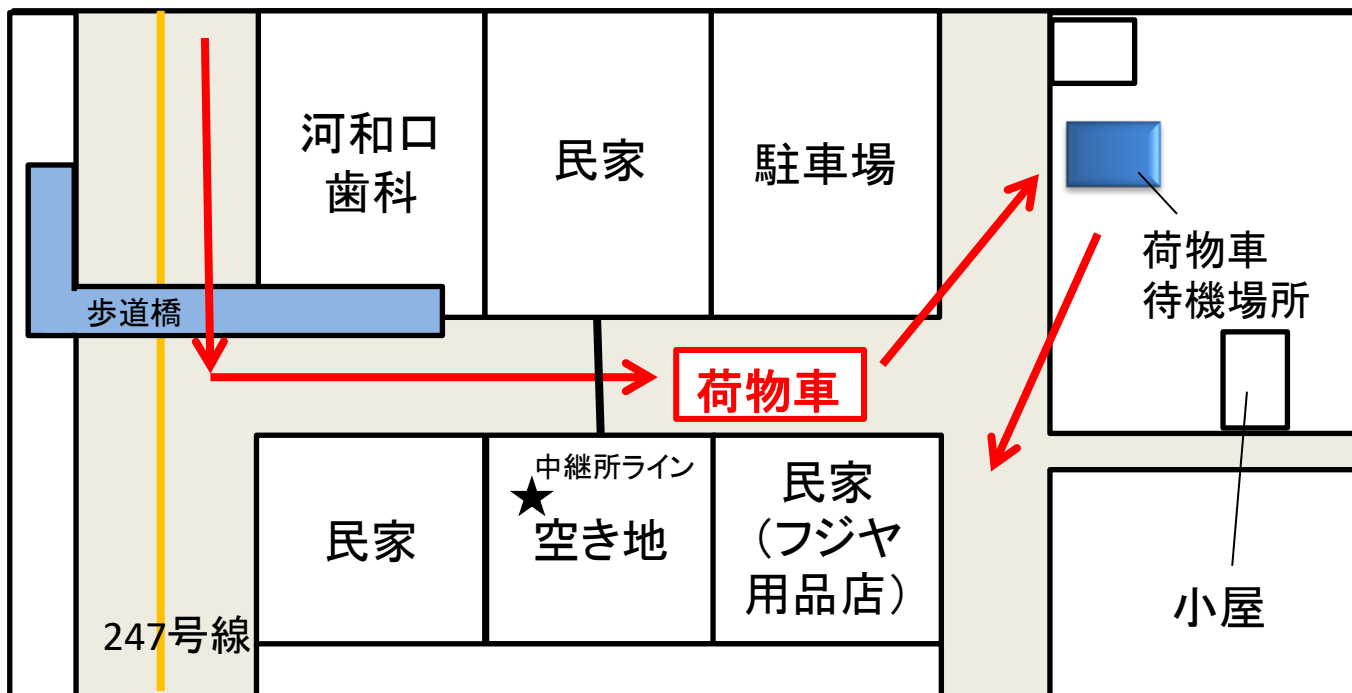 河和口
歯科
民家
駐車場
荷物車
待機場所
歩道橋
荷物車
中継所ライン
★
民家
空き地
民家
（フジヤ
用品店）
247号線
小屋